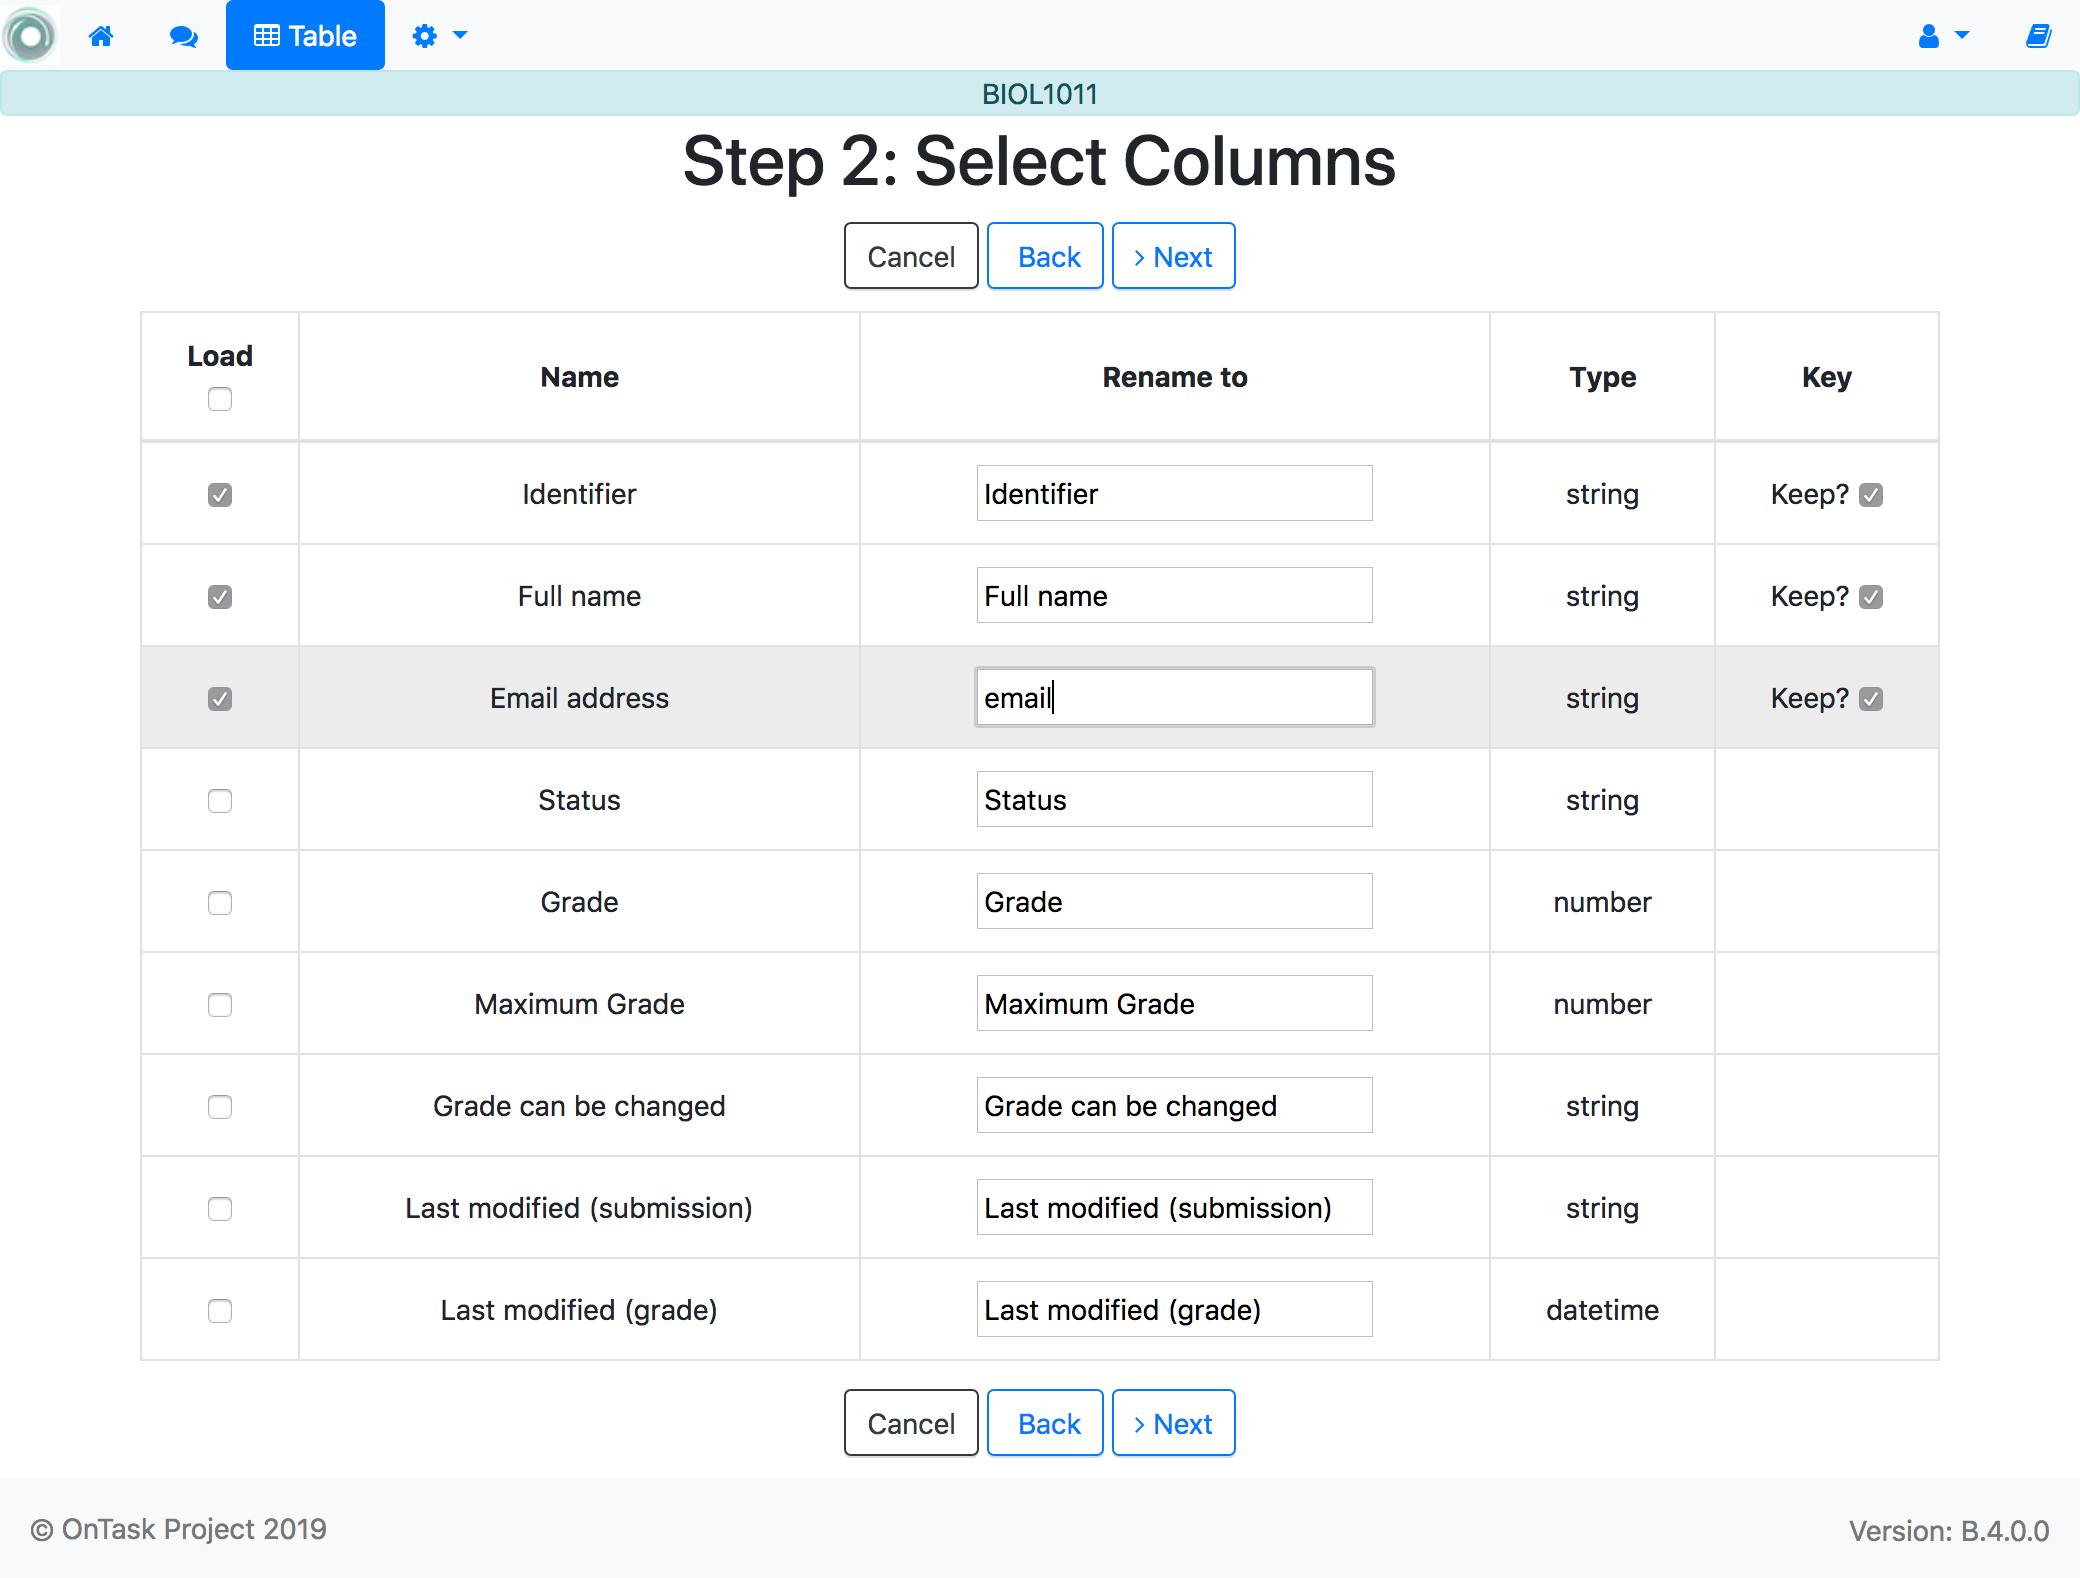 Table
BIOL1011
Step 2: Select Columns
Cancel Back > Next
Load Name Rename to Type Key
Identifier Identifier string Keep?
Full name Full name string Keep?
Email address email string Keep?
Status Status string
Grade Grade number
Maximum Grade Maximum Grade number
Grade can be changed Grade can be changed string
Last modified (submission) Last modified (submission) string
Last modified (grade) Last modified (grade) datetime
Cancel Back > Next
© OnTask Project 2019 Version: B.4.0.0